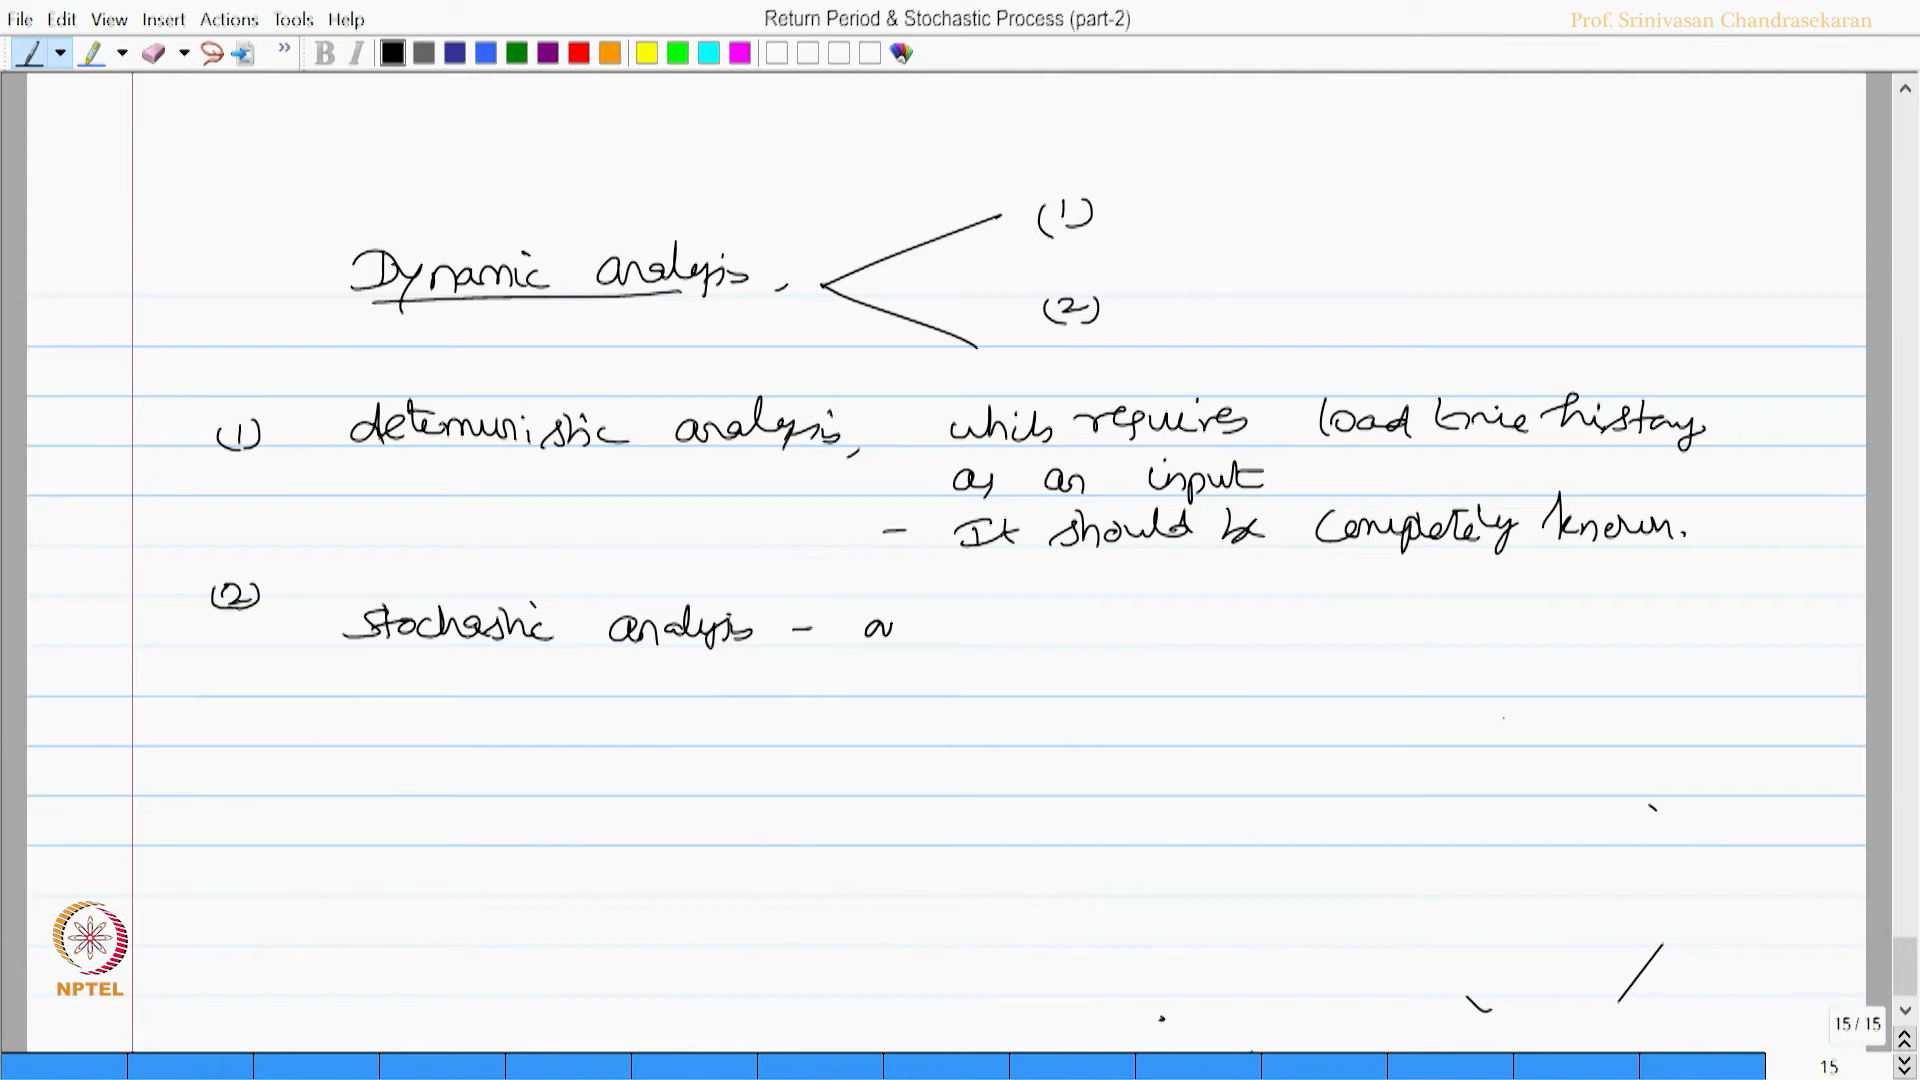 File Edit View Insert Actions Tools Help
Return Period & Stochastic Process (part-2)
Prof. Srinivasan Chandrasekaran
B I
(1)
Dynamic analysis,
(2)
(1) deterministic analysis, which requires load time history
as an input
- It should be completely known.
(2)
stochastic analysis -
NPTEL
15 / 15
15